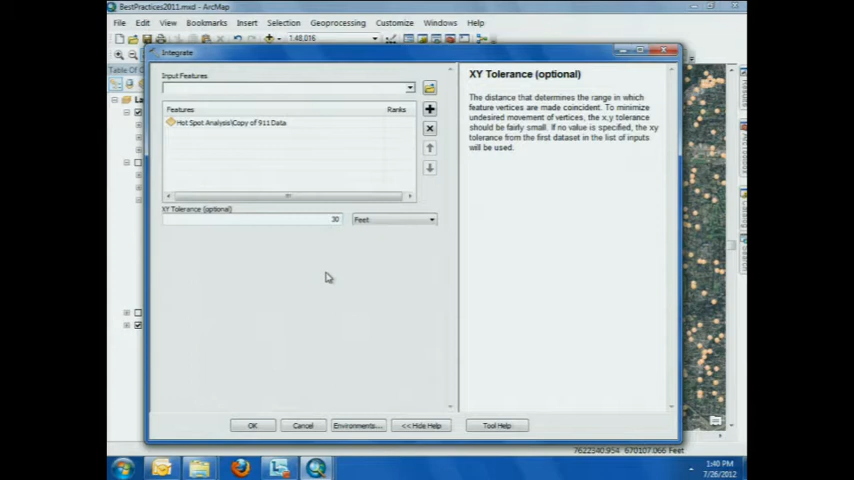 BestPractices2011.mxd - ArcMap
File Edit View Bookmarks Insert Selection Geoprocessing Customize Windows Help
1:48,016
Integrate
Table Of
Input Features
Features Ranks
Hot Spot Analysis\Copy of 911 Data
XY Tolerance (optional)
30 Feet
XY Tolerance (optional)
The distance that determines the range in which
feature vertices are made coincident. To minimize
undesired movement of vertices, the x,y tolerance
should be fairly small. If no value is specified, the xy
tolerance from the first dataset in the list of inputs
will be used.
OK Cancel Environments... << Hide Help Tool Help
7622340.954 670107.066 Feet
1:40 PM
7/26/2012